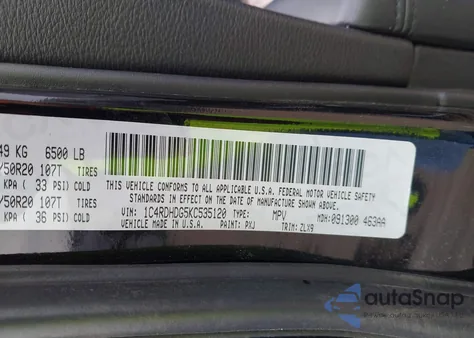 49 KG 6500 LB
50R20 107T TIRES
KPA ( 33 PSI) COLD
50R20 107T TIRES
KPA ( 36 PSI) COLD
THIS VEHICLE CONFORMS TO ALL APPLICABLE U.S.A. FEDERAL MOTOR VEHICLE SAFETY
STANDARDS IN EFFECT ON THE DATE OF MANUFACTURE SHOWN ABOVE.
VIN: 1C4RDHDG5KC535120 TYPE: MPV MDH: 091300 463AA
VEHICLE MADE IN U.S.A. PAINT: PXJ TRIM: ZLX9
autoSnap